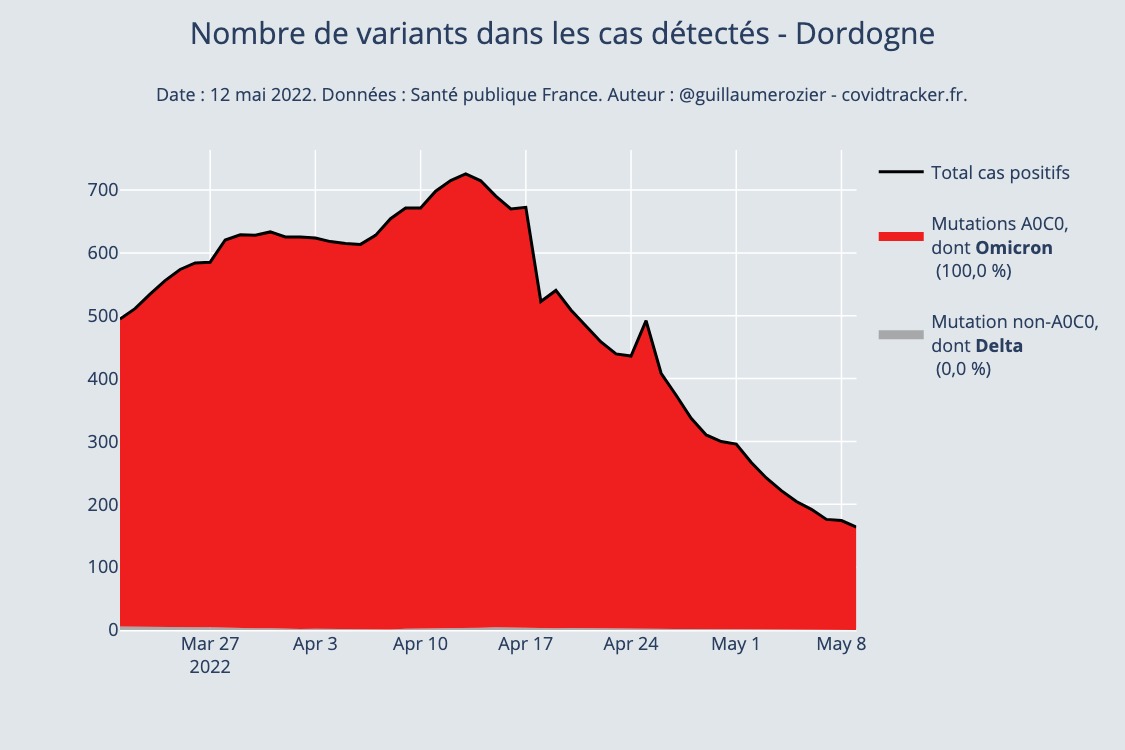 Nombre de variants dans les cas détectés - Dordogne
Date : 12 mai 2022. Données : Santé publique France. Auteur : @guillaumerozier - covidtracker.fr.
Total cas positifs
Mutations A0C0,
dont Omicron
(100,0 %)
Mutation non-A0C0,
dont Delta
(0,0 %)
700
600
500
400
300
200
100
0
Mar 27 Apr 3 Apr 10 Apr 17 Apr 24 May 1 May 8
2022